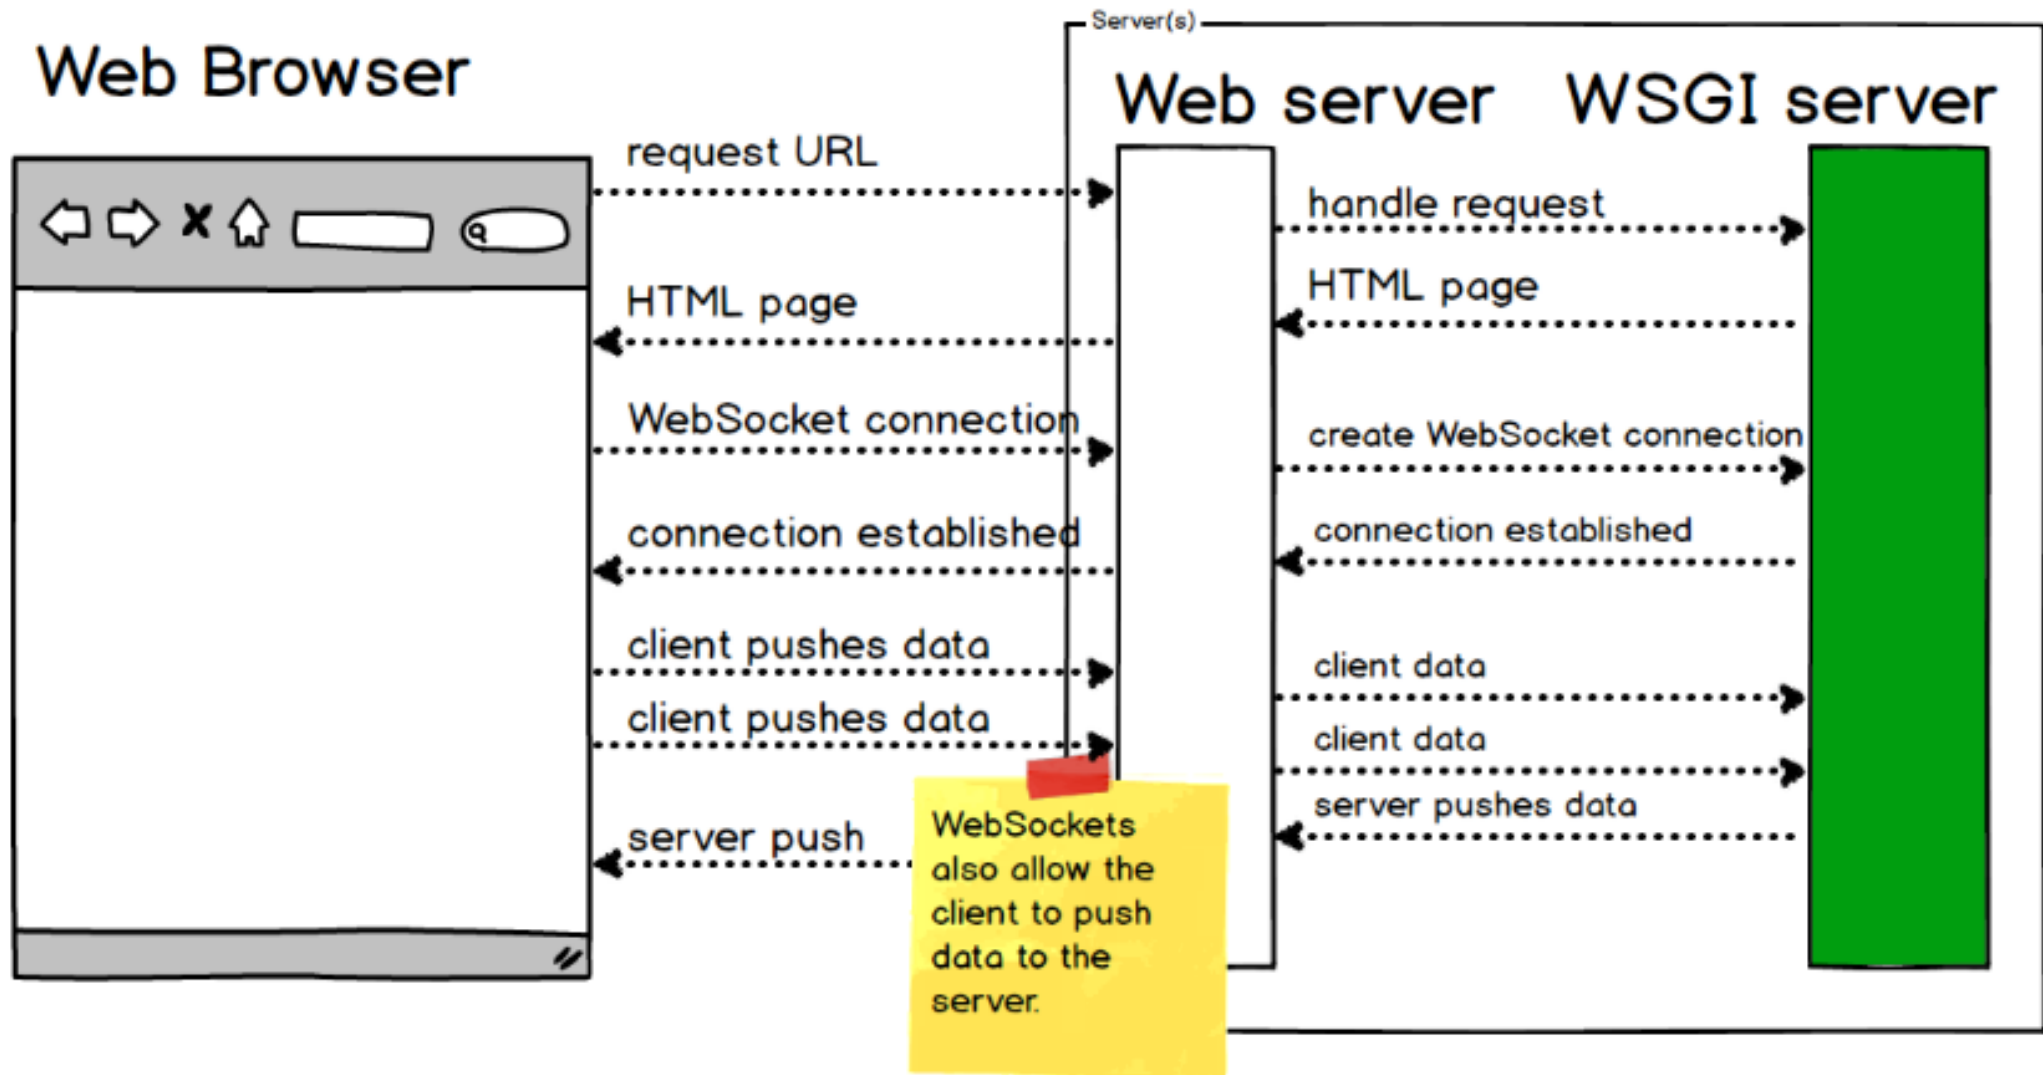 Server(s)
Web Browser
Web server
WSGI server
request URL
handle request
HTML page
HTML page
WebSocket connection
create WebSocket connection
connection established
connection established
client pushes data
client data
client pushes data
client data
server pushes data
server push
WebSockets
also allow the
client to push
data to the
server.